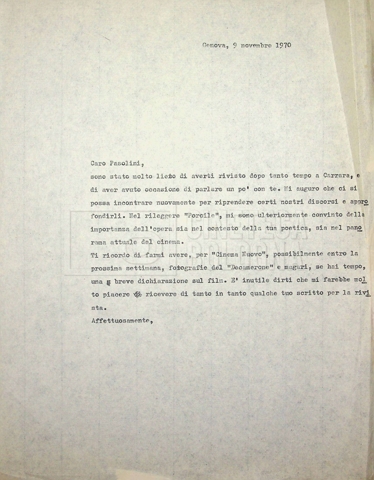 Genova, 9 novembre 1970
Caro Pasolini,
sono stato molto lieto di averti rivisto dopo tanto tempo a Carrara, e
di aver avuto occasione di parlare un po' con te. Mi auguro che ci si
possa incontrare nuovamente per riprendere certi nostri discorsi e appro
fondirli. Nel rileggere "Porcile", mi sono ulteriormente convinto della
importanza dell'opera sia nel contesto della tua poetica, sia nel pano
rama attuale del cinema.
Ti ricordo di farmi avere, per "Cinema Nuovo", possibilmente entro la
prossima settimana, fotografie del "Decamerone" e magari, se hai tempo,
una breve dichiarazione sul film. E' inutile dirti che mi farebbe mol
to piacere ricevere di tanto in tanto qualche tuo scritto per la rivi
sta.
Affettuosamente,